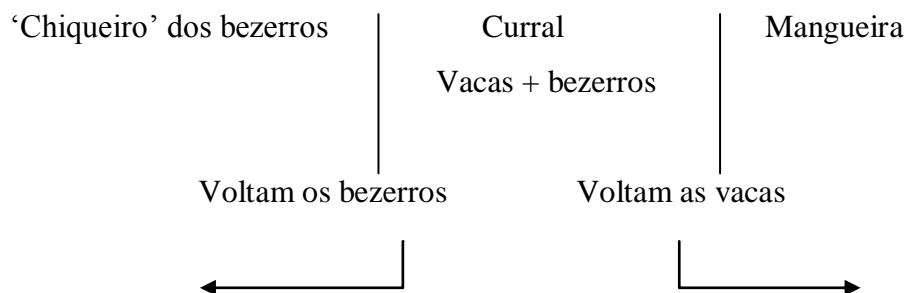 ‘Chiqueiro’ dos bezerros Curral Mangueira
Vacas + bezerros
Voltam os bezerros Voltam as vacas